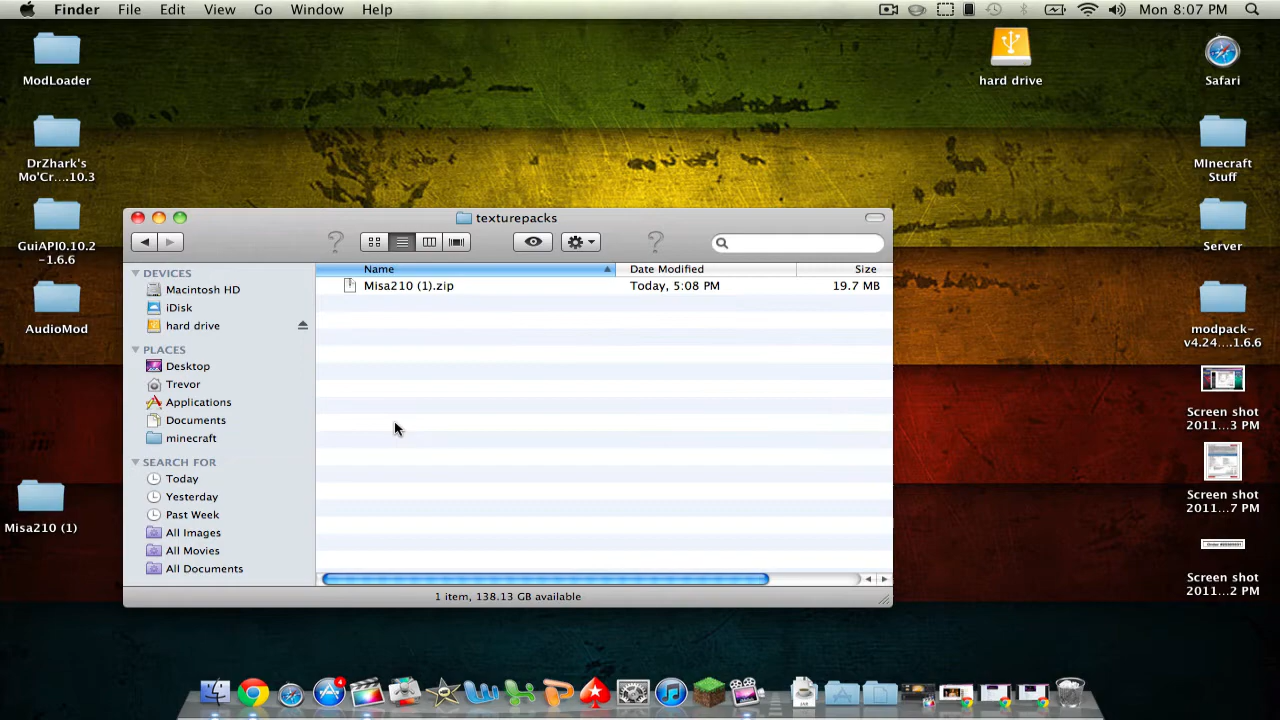 Finder File Edit View Go Window Help Mon 8:07 PM
ModLoader
hard drive
Safari
DrZhark's
Mo'Cr....10.3
MInecraft
Stuff
texturepacks
GuiAPI0.10.2
-1.6.6
Server
DEVICES
Macintosh HD
iDisk
hard drive
PLACES
Desktop
Trevor
Applications
Documents
minecraft
SEARCH FOR
Today
Yesterday
Past Week
All Images
All Movies
All Documents
Name Date Modified Size
Misa210 (1).zip Today, 5:08 PM 19.7 MB
1 item, 138.13 GB available
AudioMod
modpack-
v4.24....1.6.6
Screen shot
2011...3 PM
Screen shot
2011...7 PM
Misa210 (1)
Screen shot
2011...2 PM
4